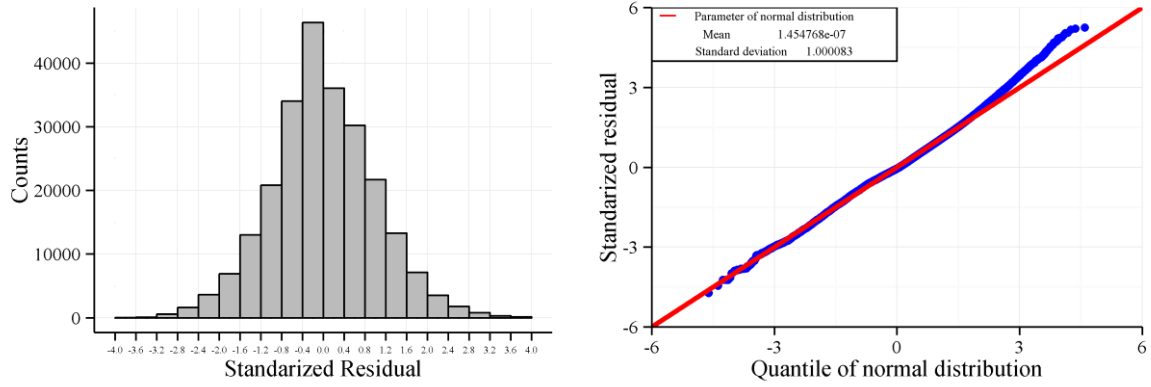 Counts
40000
30000
20000
10000
0
-4.0 -3.6 -3.2 -2.8 -2.4 -2.0 -1.6 -1.2 -0.8 -0.4 0.0 0.4 0.8 1.2 1.6 2.0 2.4 2.8 3.2 3.6 4.0
Standarized Residual
Standarized residual
6
3
0
-3
-6
Parameter of normal distribution
Mean 1.454768e-07
Standard deviation 1.000083
-6 -3 0 3 6
Quantile of normal distribution